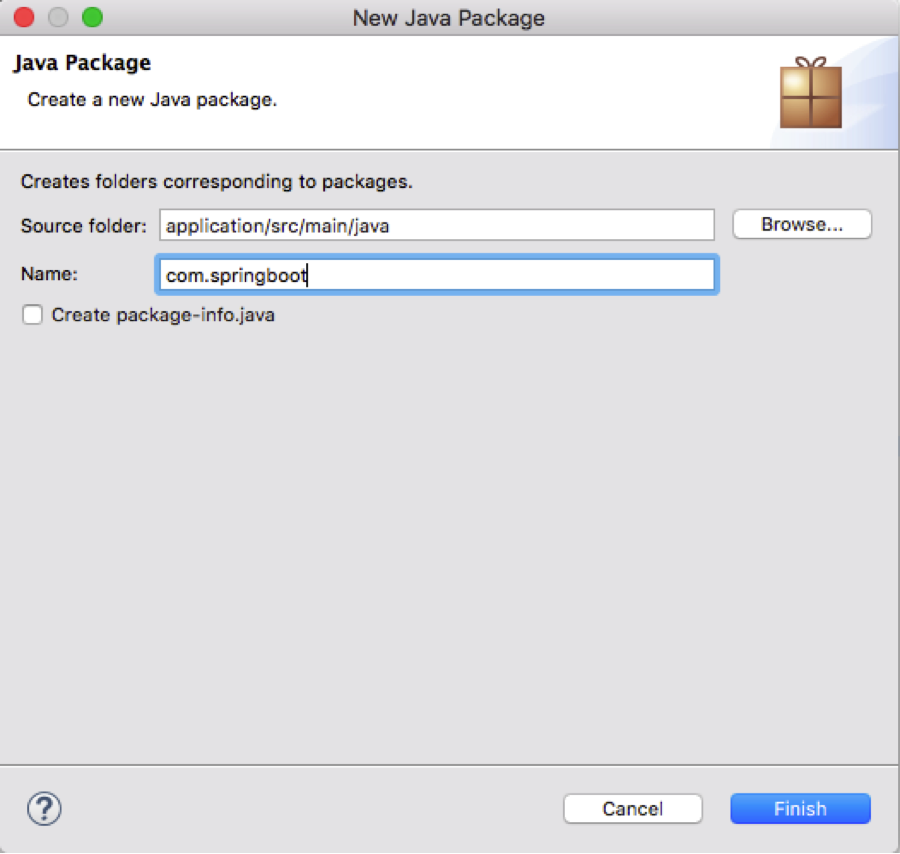 New Java Package
Java Package
Create a new Java package.
Creates folders corresponding to packages.
Source folder: application/src/main/java Browse...
Name: com.springboot
Create package-info.java
? Cancel Finish